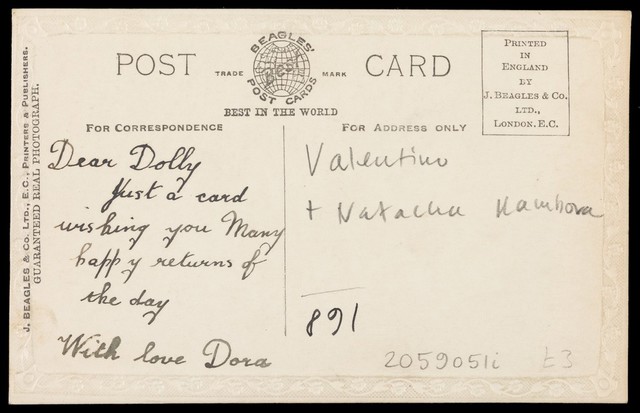 POST
CARD
BEAGLES'
BEST
POST CARDS
TRADE
MARK
BEST IN THE WORLD
PRINTED
IN
ENGLAND
BY
J. BEAGLES & CO.
LTD.,
LONDON. E.C.
FOR CORRESPONDENCE
FOR ADDRESS ONLY
J. BEAGLES & CO. LTD., E.C., PRINTERS & PUBLISHERS.
GUARANTEED REAL PHOTOGRAPH.
Dear Dolly
Just a card
wishing you Many
happy returns of
the day
With love Dora
Valentino
+ Natacha Rambova
891
2059051i
£3